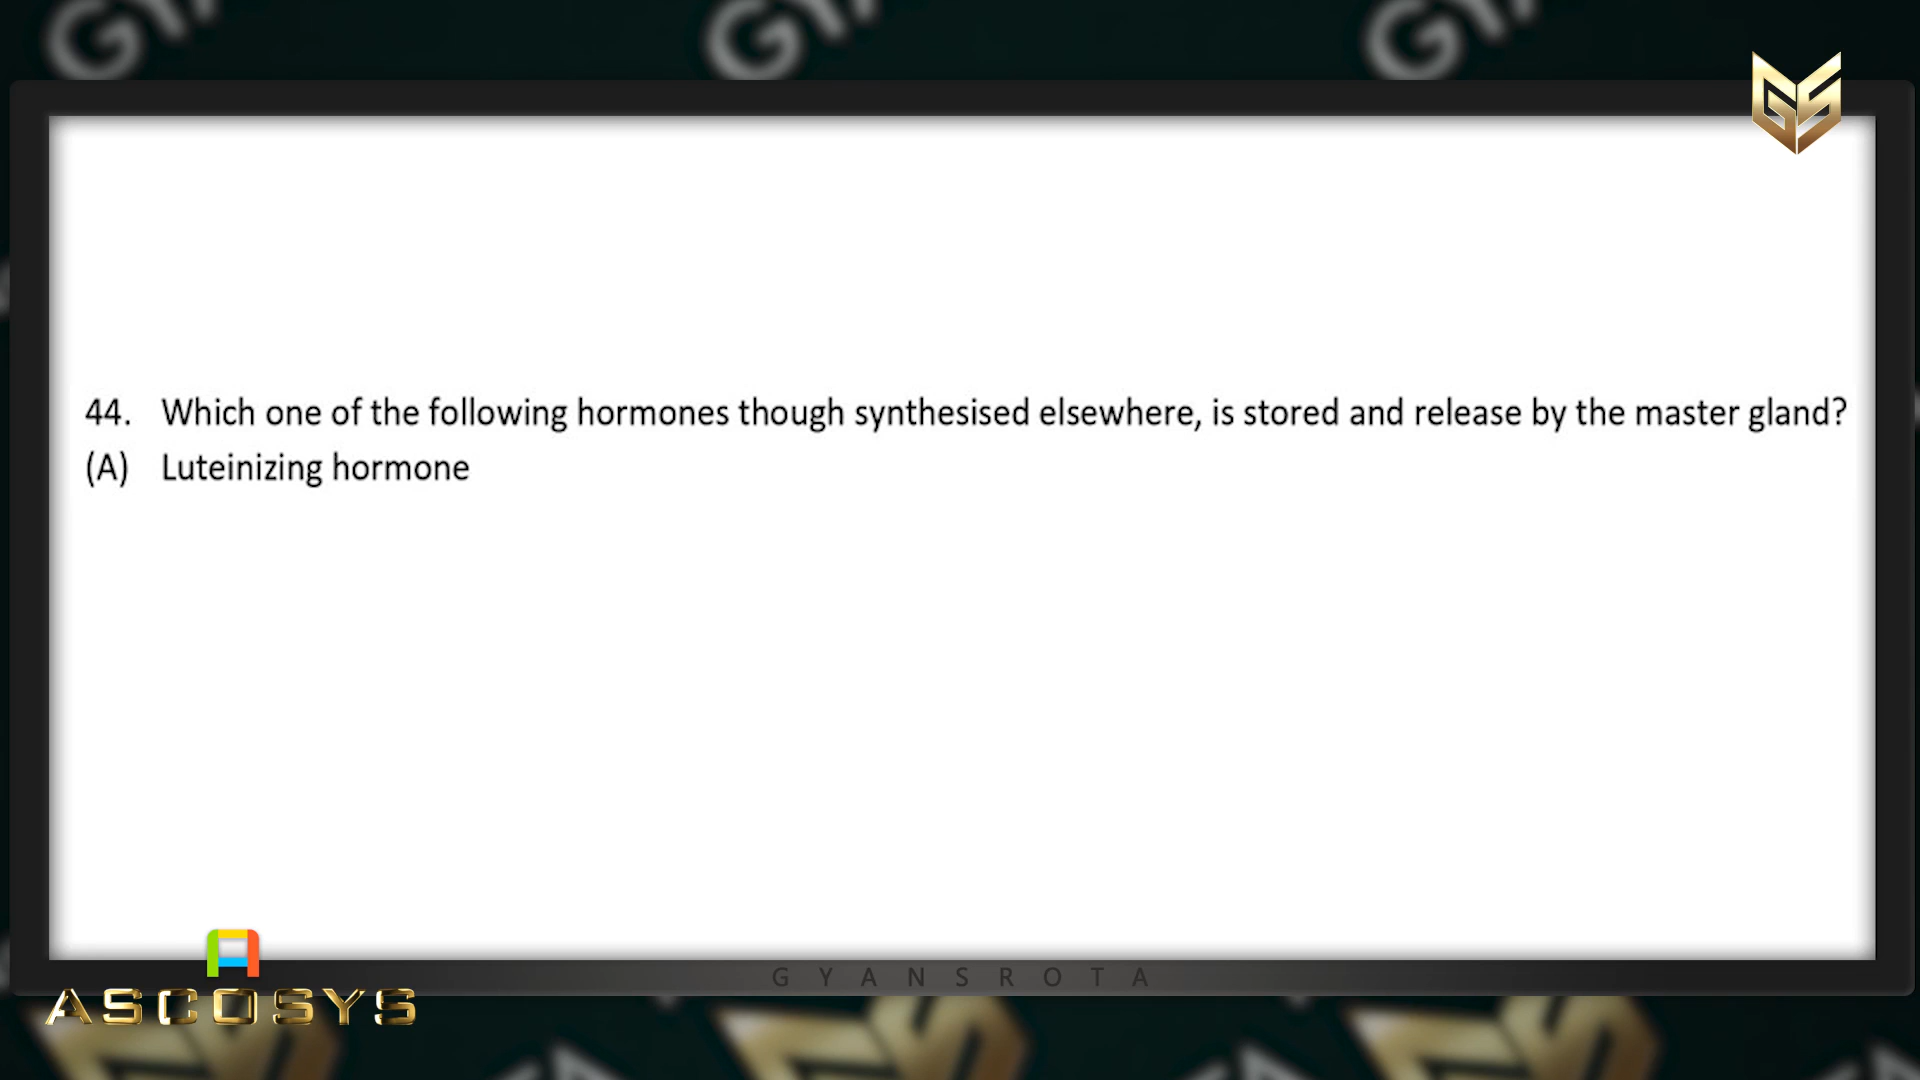 44. Which one of the following hormones though synthesised elsewhere, is stored and release by the master gland?
(A) Luteinizing hormone
GYANSROTA
ASCOSYS